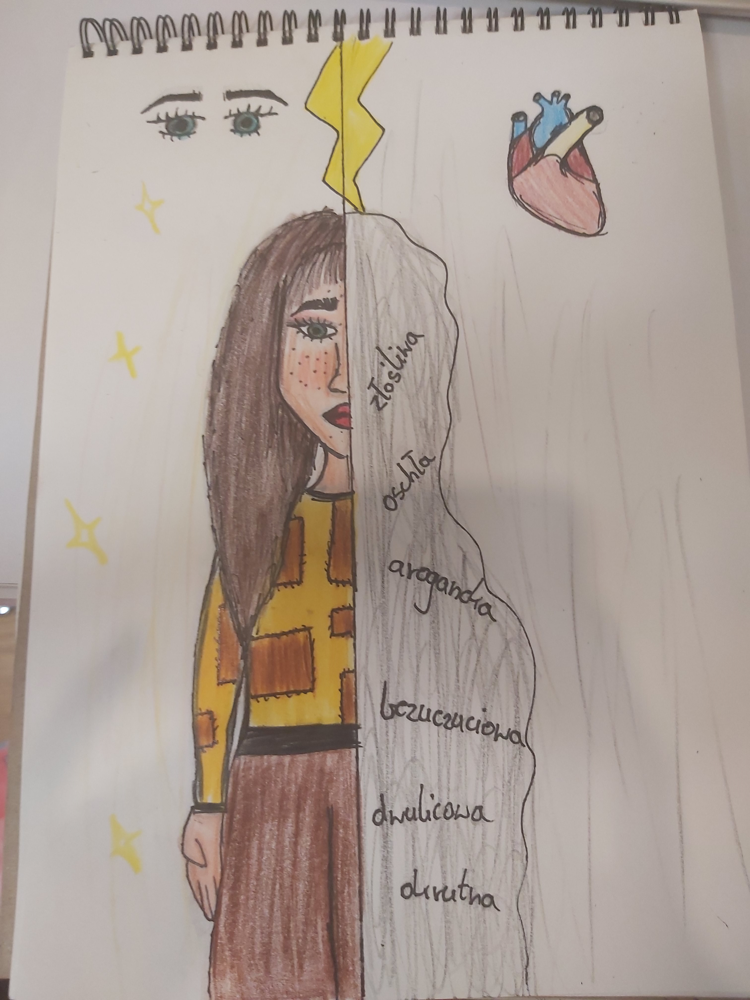 złośliwa
oschła
arogancka
bezuczuciowa
dwulicowa
okrutna